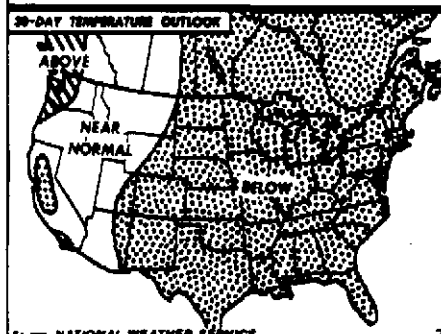 30-DAY TEMPERATURE OUTLOOK
ABOVE
NEAR
NORMAL
BELOW
NATIONAL WEATHER SERVICE